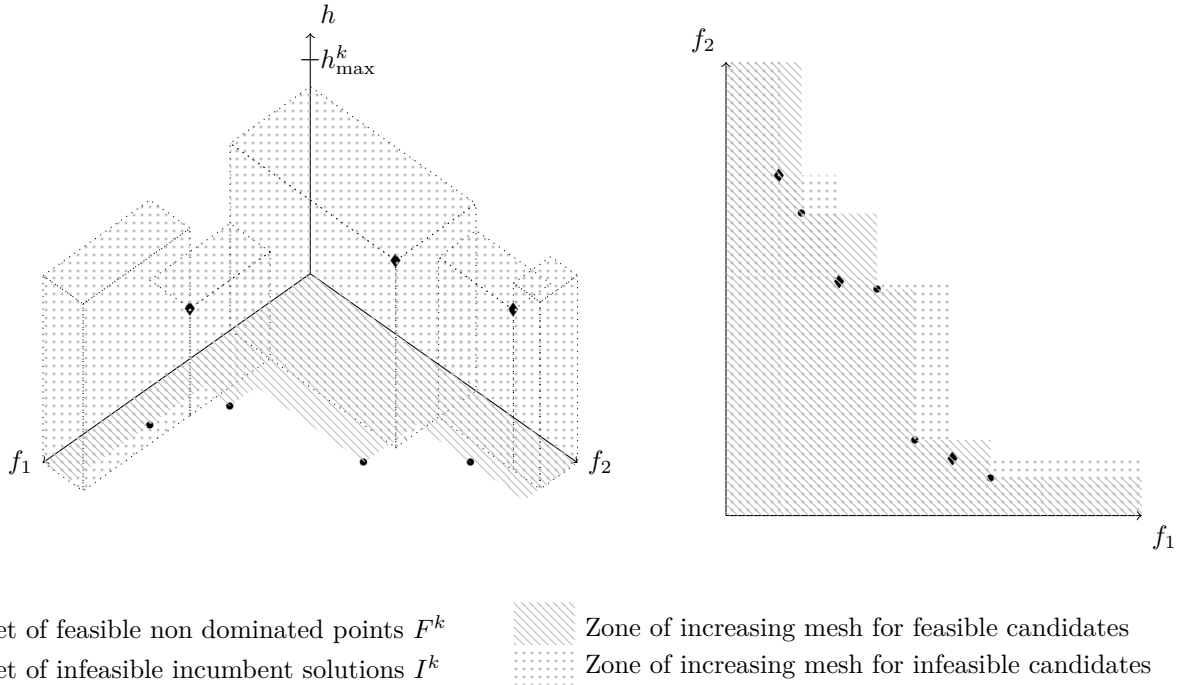 h
h^k_max
f_2
f_1
f_2
f_1
et of feasible non dominated points F^k
Zone of increasing mesh for feasible candidates
et of infeasible incumbent solutions I^k
Zone of increasing mesh for infeasible candidates